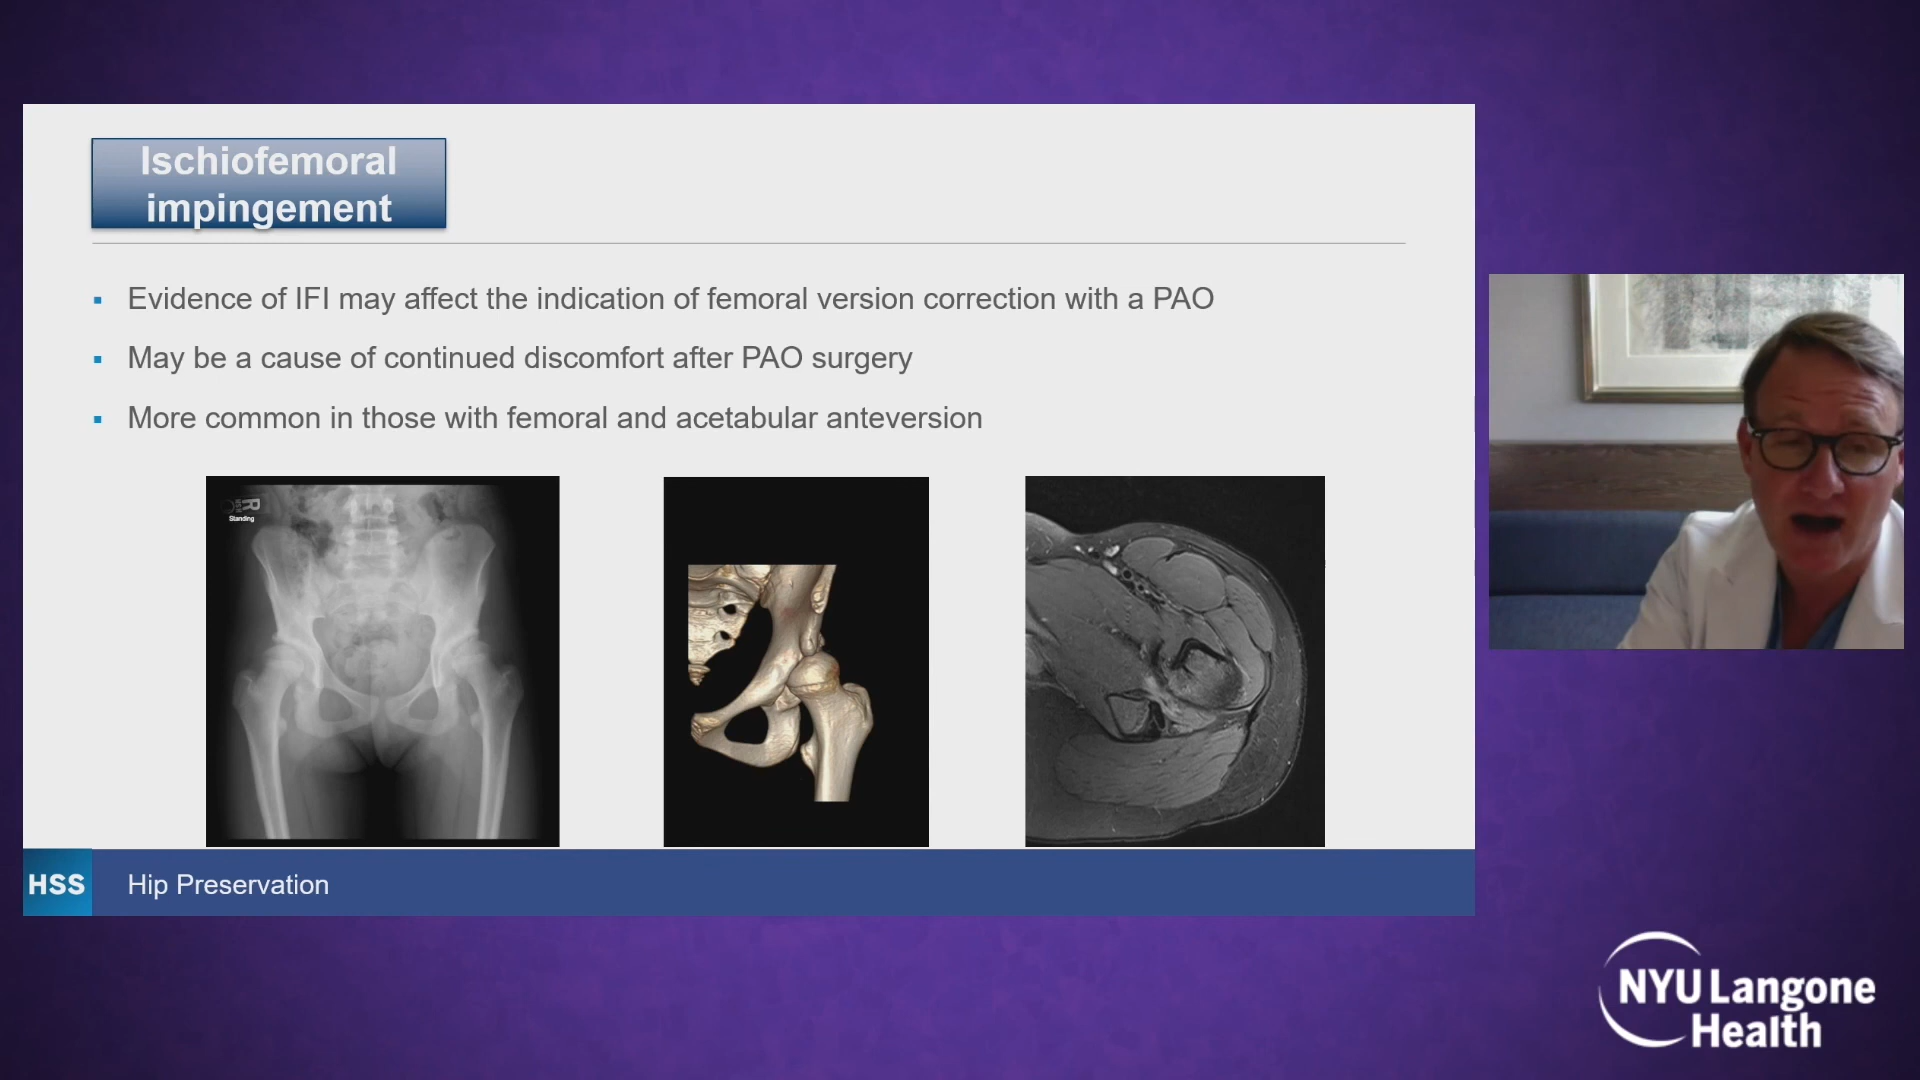 Ischiofemoral
impingement
Evidence of IFI may affect the indication of femoral version correction with a PAO
May be a cause of continued discomfort after PAO surgery
More common in those with femoral and acetabular anteversion
R
Standing
HSS
Hip Preservation
NYU Langone
Health